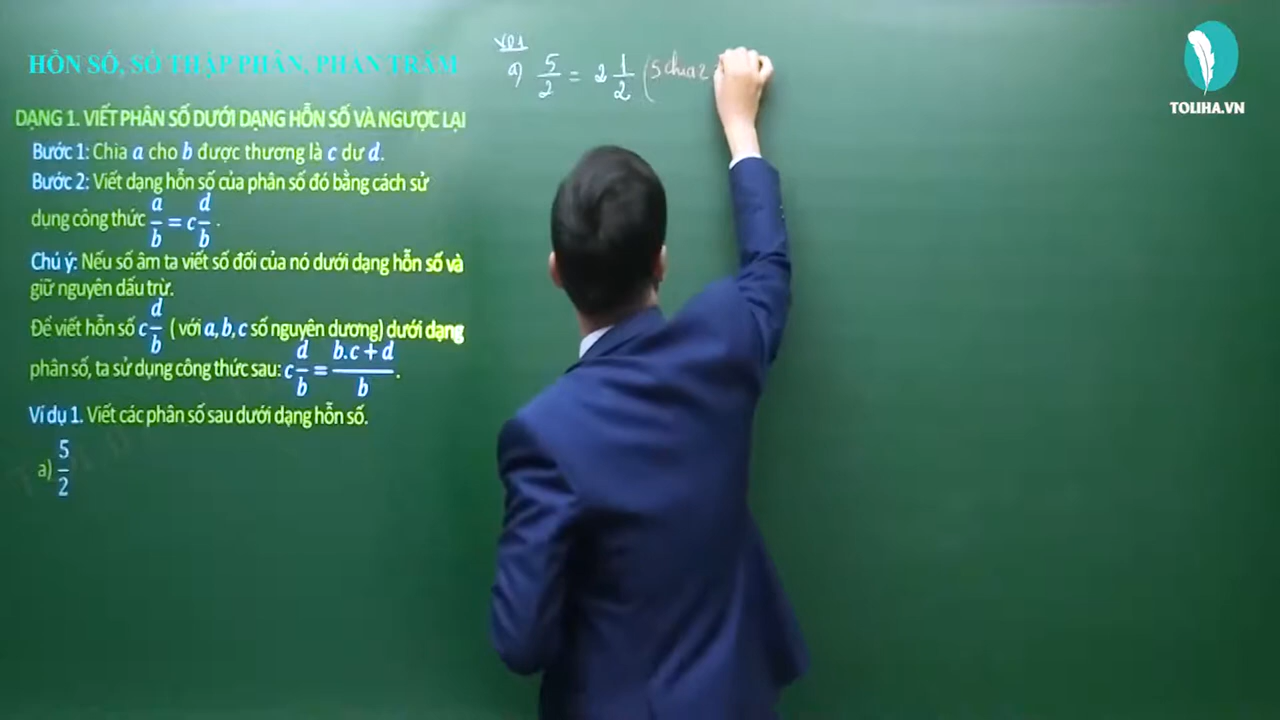 HỖN SỐ, SỐ THẬP PHÂN, PHẦN TRĂM
DẠNG 1. VIẾT PHÂN SỐ DƯỚI DẠNG HỖN SỐ VÀ NGƯỢC LẠI
Bước 1: Chia a cho b được thương là c dư d.
Bước 2: Viết dạng hỗn số của phân số đó bằng cách sử
dụng công thức a/b = c d/b .
Chú ý: Nếu số âm ta viết số đối của nó dưới dạng hỗn số và
giữ nguyên dấu trừ.
Để viết hỗn số c d/b ( với a, b, c số nguyên dương) dưới dạng
phân số, ta sử dụng công thức sau: c d/b = b.c + d/b .
Ví dụ 1. Viết các phân số sau dưới dạng hỗn số.
a) 5/2
VD1
a) 5/2 = 2 1/2 (5 chia 2
TOLIHA.VN